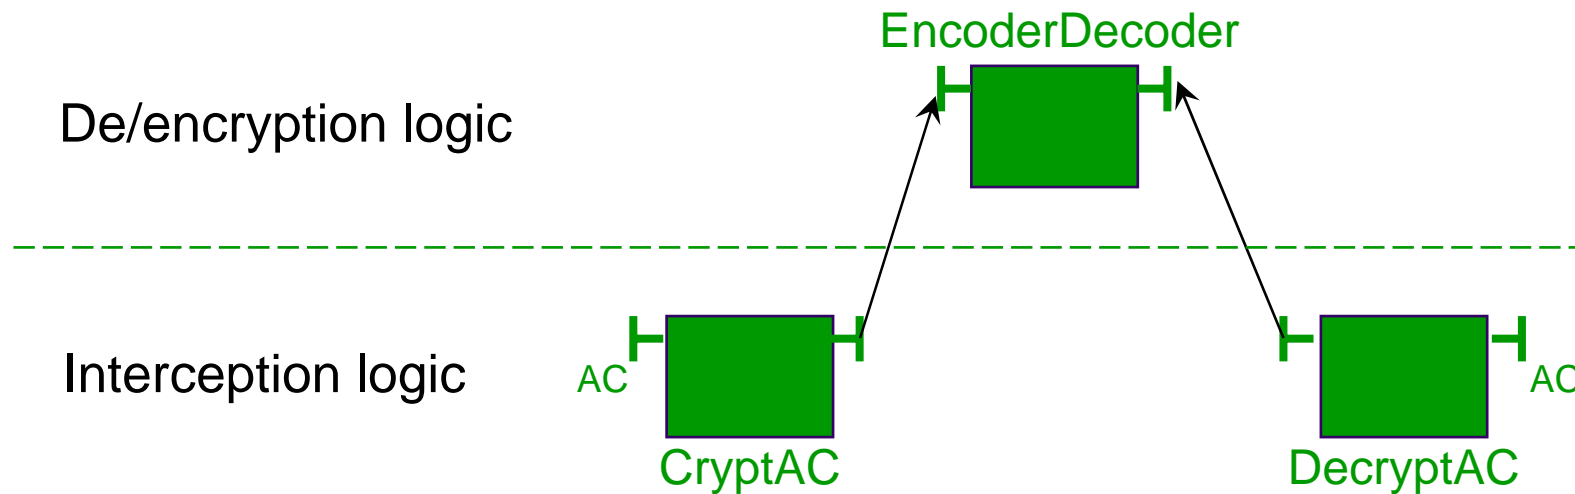 EncoderDecoder
De/encryption logic
Interception logic
AC
AC
CryptAC
DecryptAC